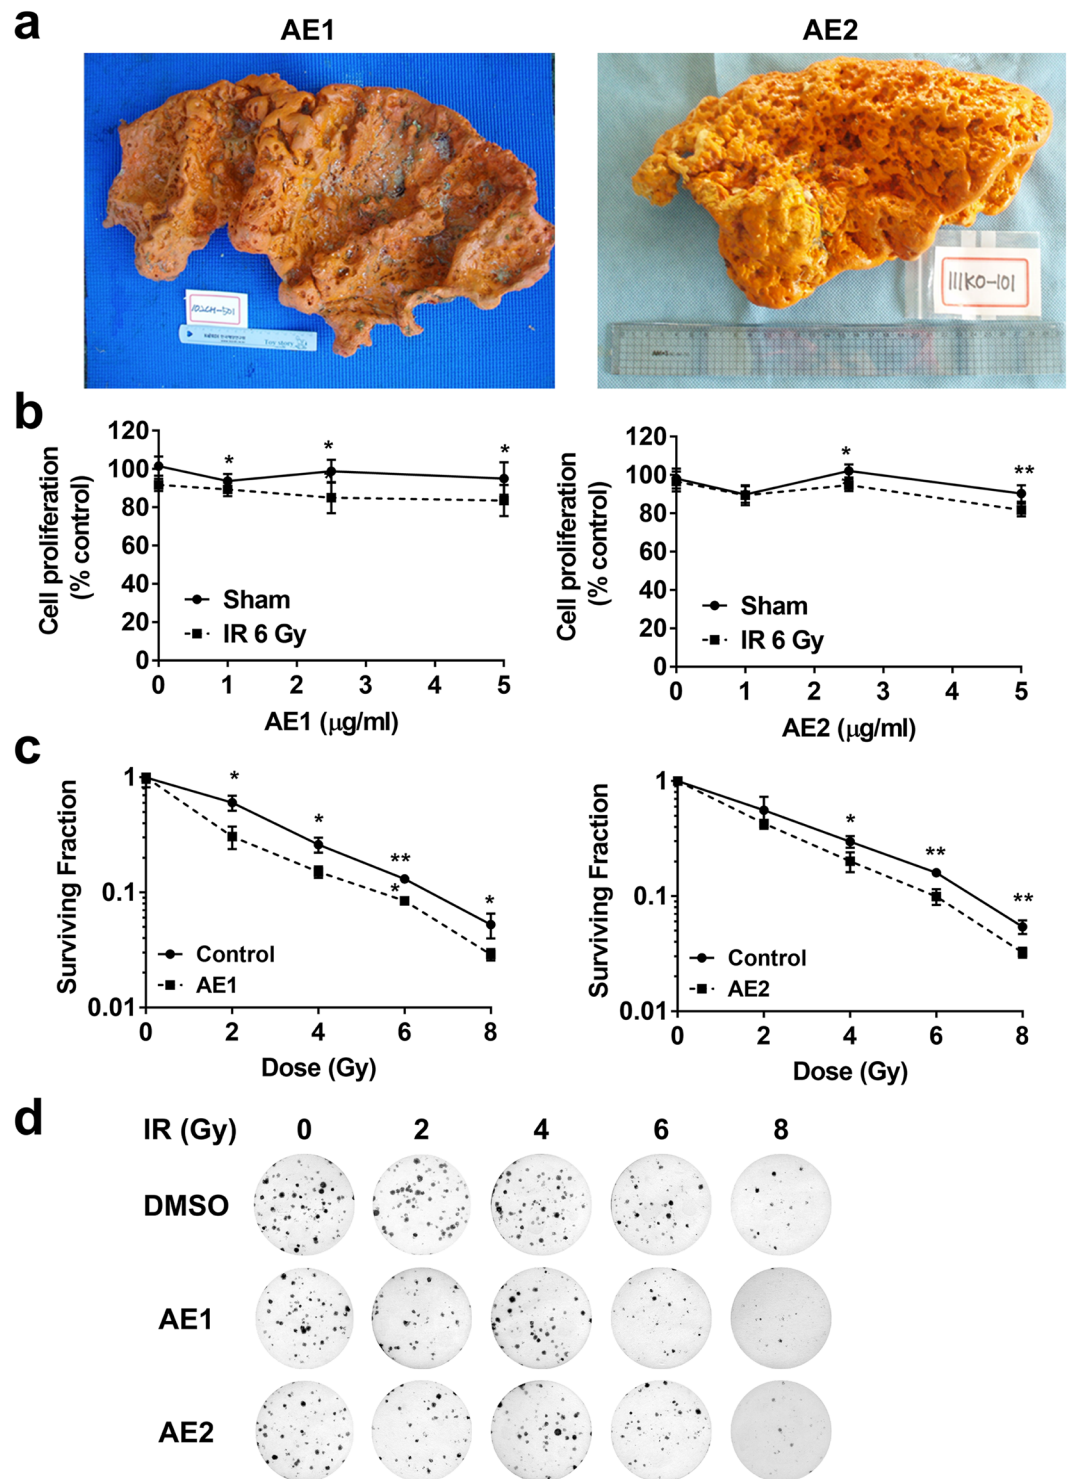 a
AE1
AE2
111KO-101
Toy story
b
120
100
80
60
40
20
0
Cell proliferation
(% control)
*
*
*
Sham
IR 6 Gy
0 1 2 3 4 5
AE1 (μg/ml)
120
100
80
60
40
20
0
Cell proliferation
(% control)
*
**
Sham
IR 6 Gy
0 1 2 3 4 5
AE2 (μg/ml)
c
1
0.1
0.01
Surviving Fraction
*
*
**
*
*
Control
AE1
0 2 4 6 8
Dose (Gy)
1
0.1
0.01
Surviving Fraction
*
**
**
Control
AE2
0 2 4 6 8
Dose (Gy)
d
IR (Gy) 0 2 4 6 8
DMSO
AE1
AE2